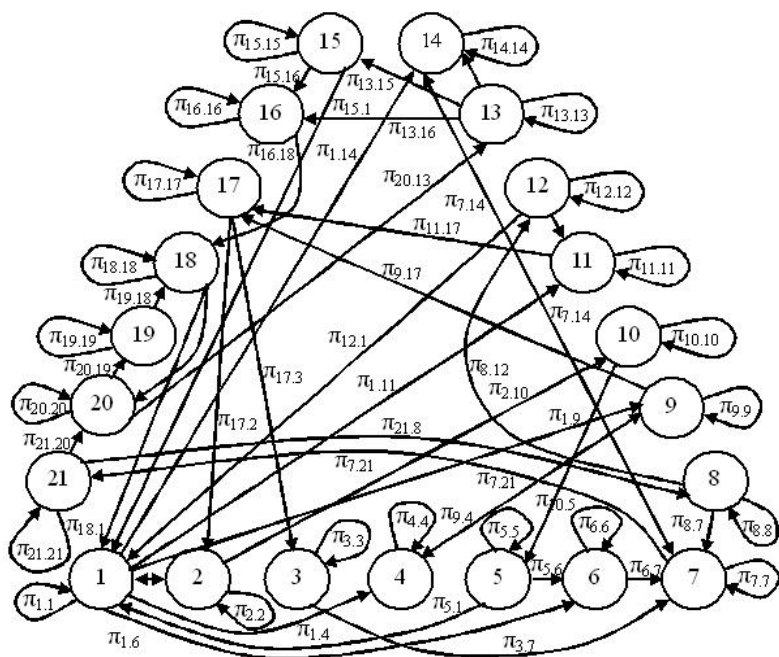 15
14
π15.15
π14.14
π15.16
π13.15
π16.16
16
π15.1
13
π13.13
π13.16
π16.18
π1.14
π17.17
17
π20.13
π7.14
12
π12.12
π11.17
π18.18
18
11
π11.11
π9.17
π19.18
π7.14
π19.19
19
π12.1
10
π10.10
π20.19
π17.3
π8.12
π1.11
π2.10
π20.20
20
π1.9
9
π9.9
π17.2
π21.20
π21.8
21
π7.21
π7.21
8
π10.5
π18.1
π4.4
π9.4
π5.5
π6.6
π8.7
π8.8
π21.21
π3.3
1
2
3
4
5
π5.6
6
π6.7
7
π7.7
π1.1
π2.2
π5.1
π1.4
π1.6
π3.7